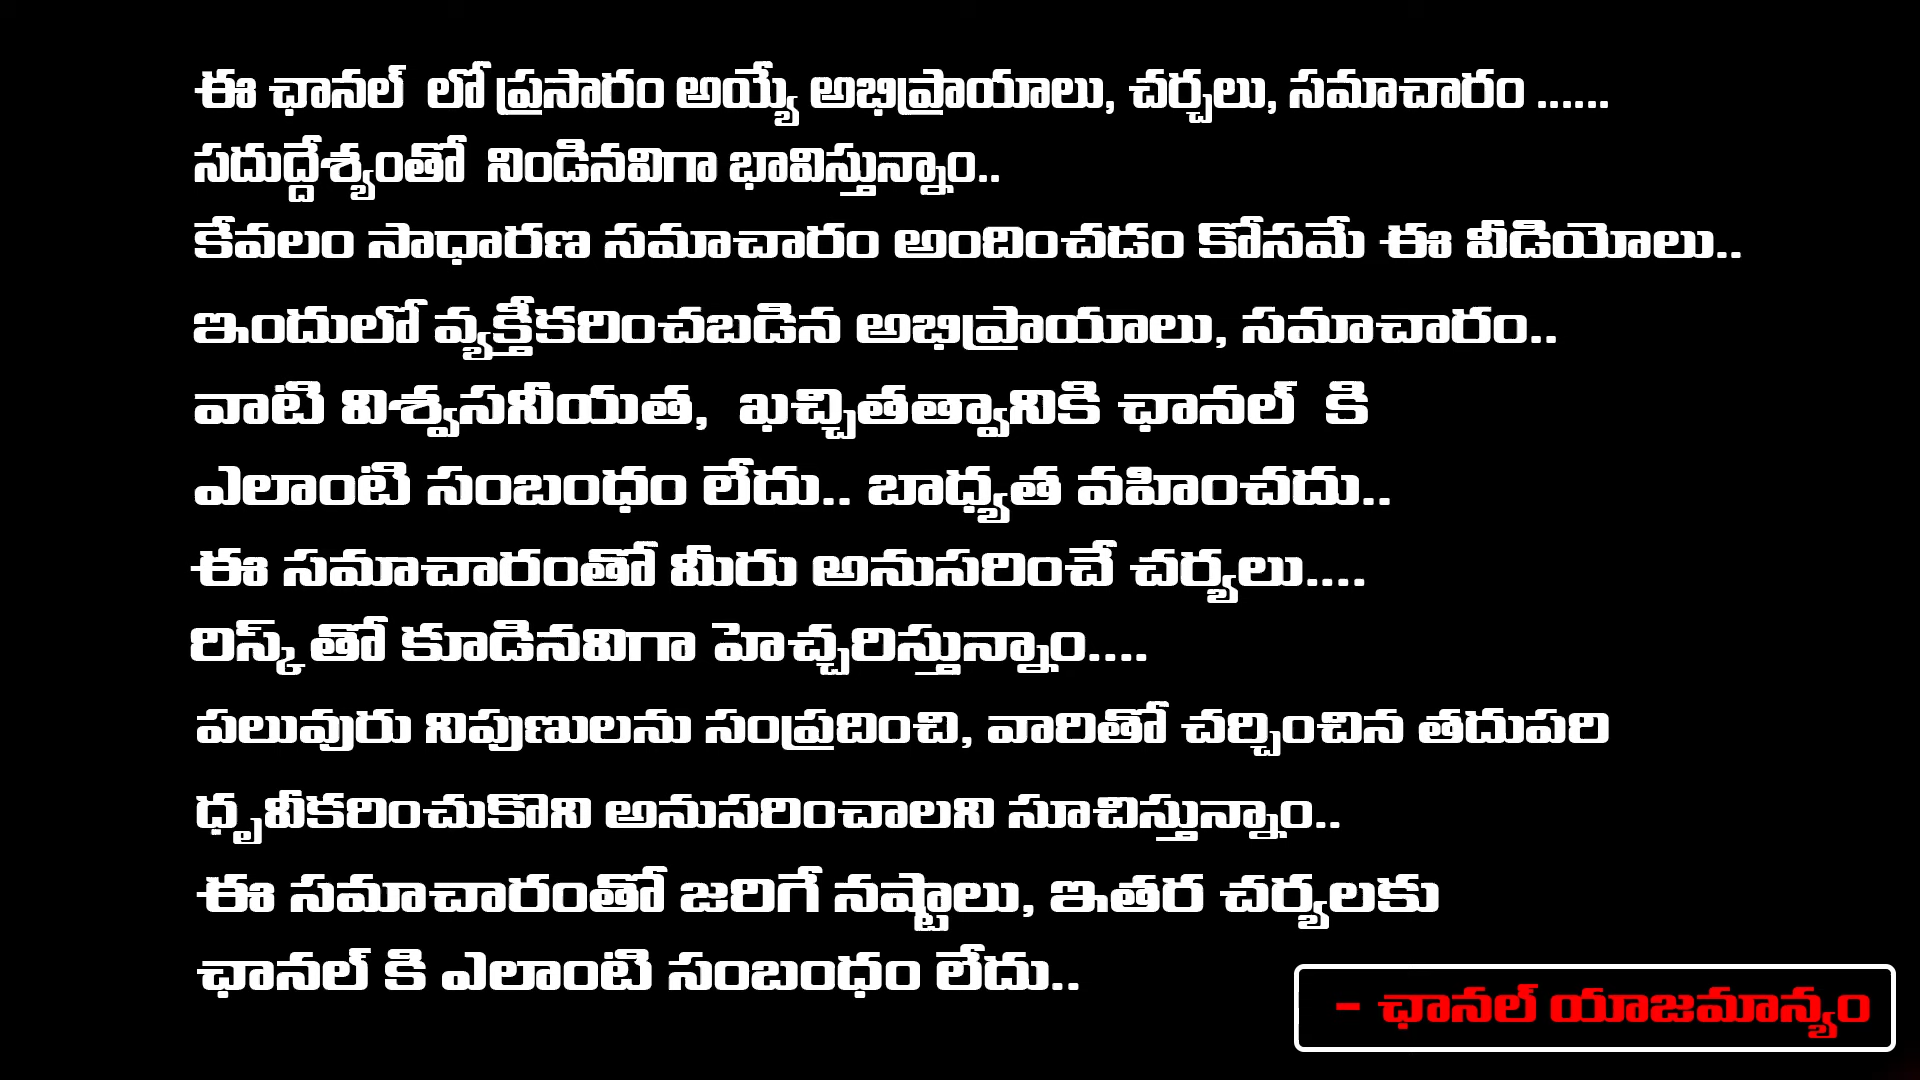 ఈ ఛానల్ లో ప్రసారం అయ్యే అభిప్రాయాలు, చర్చలు, సమాచారం ......
సదుద్దేశ్యంతో నిండినవిగా భావిస్తున్నాం..
కేవలం సాధారణ సమాచారం అందించడం కోసమే ఈ వీడియోలు..
ఇందులో వ్యక్తీకరించబడిన అభిప్రాయాలు, సమాచారం..
వాటి విశ్వసనీయత, ఖచ్చితత్వానికి ఛానల్ కి
ఎలాంటి సంబంధం లేదు.. బాధ్యత వహించదు..
ఈ సమాచారంతో మీరు అనుసరించే చర్యలు....
రిస్క్ తో కూడినవిగా హెచ్చరిస్తున్నాం....
పలువురు నిపుణులను సంప్రదించి, వారితో చర్చించిన తదుపరి
ధృవీకరించుకొని అనుసరించాలని సూచిస్తున్నాం..
ఈ సమాచారంతో జరిగే నష్టాలు, ఇతర చర్యలకు
ఛానల్ కి ఎలాంటి సంబంధం లేదు..
- ఛానల్ యాజమాన్యం